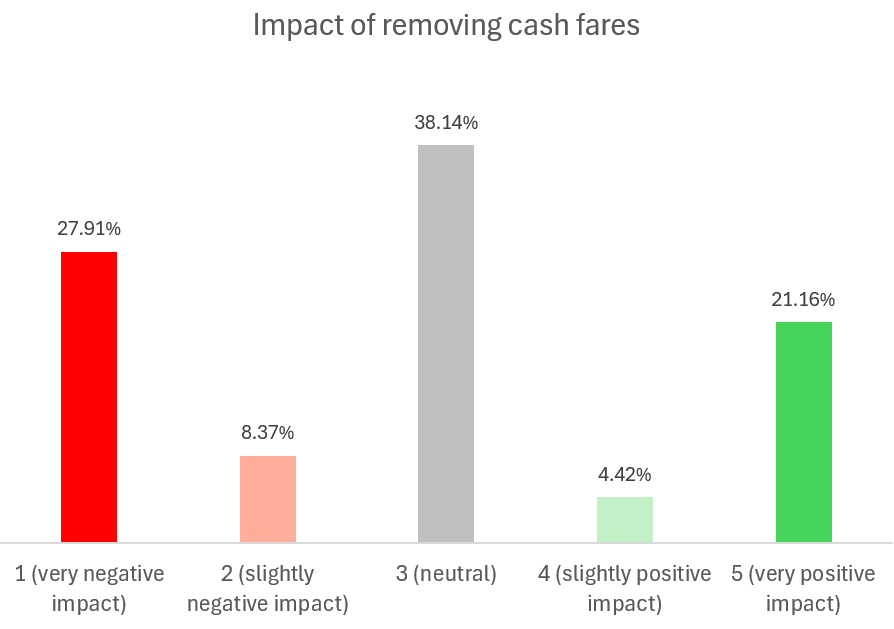 Impact of removing cash fares
38.14%
27.91%
21.16%
8.37%
4.42%
1 (very negative
impact)
2 (slightly
negative impact)
3 (neutral)
4 (slightly positive
impact)
5 (very positive
impact)